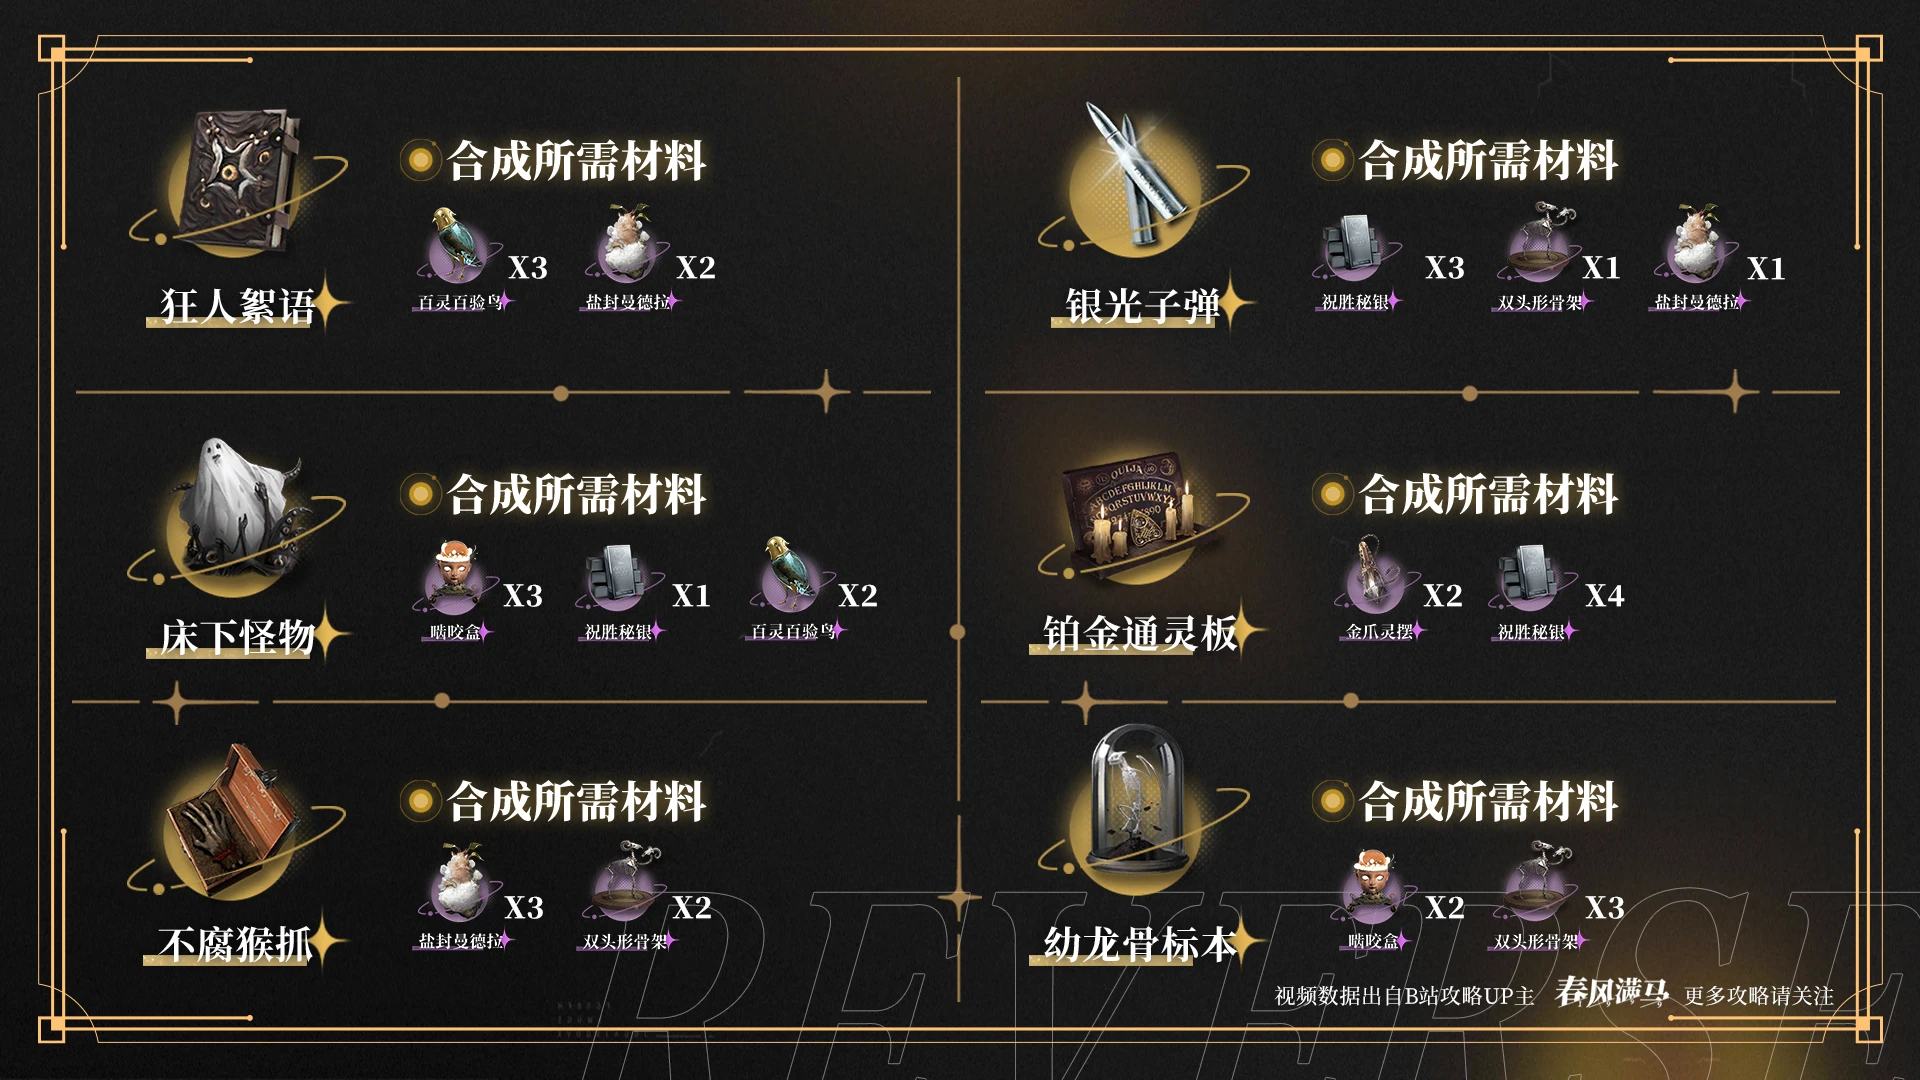 合成所需材料
X3
X2
百灵百验鸟
盐封曼德拉
狂人絮语
合成所需材料
X3
X1
X1
祝胜秘银
双头形骨架
盐封曼德拉
银光子弹
合成所需材料
X3
X1
X2
啮咬盒
祝胜秘银
百灵百验鸟
床下怪物
OUIJA
ABCDEFGHIJKLM
NOPQRSTUVWXYZ
合成所需材料
X2
X4
金爪灵摆
祝胜秘银
铂金通灵板
合成所需材料
X3
X2
盐封曼德拉
双头形骨架
不腐猴抓
合成所需材料
X2
X3
啮咬盒
双头形骨架
幼龙骨标本
REVERSE
视频数据出自B站攻略UP主 春风满马 更多攻略请关注